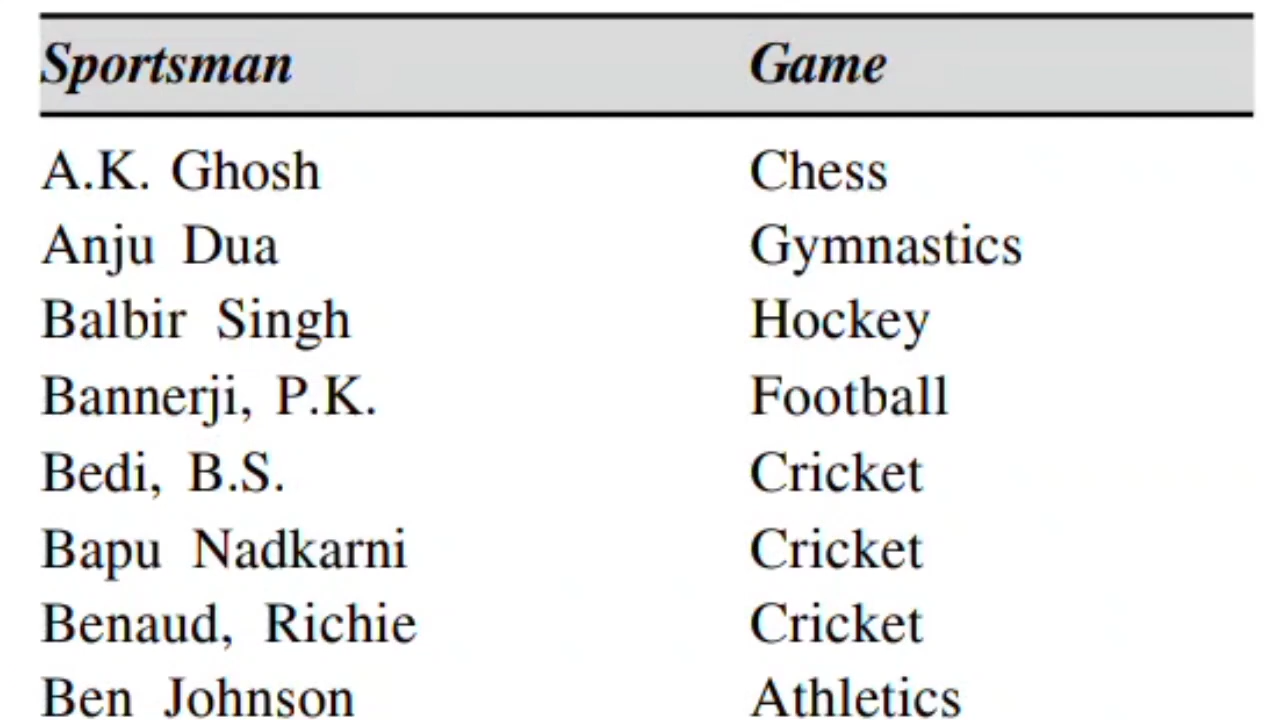 Sportsman Game
A.K. Ghosh Chess
Anju Dua Gymnastics
Balbir Singh Hockey
Bannerji, P.K. Football
Bedi, B.S. Cricket
Bapu Nadkarni Cricket
Benaud, Richie Cricket
Ben Johnson Athletics